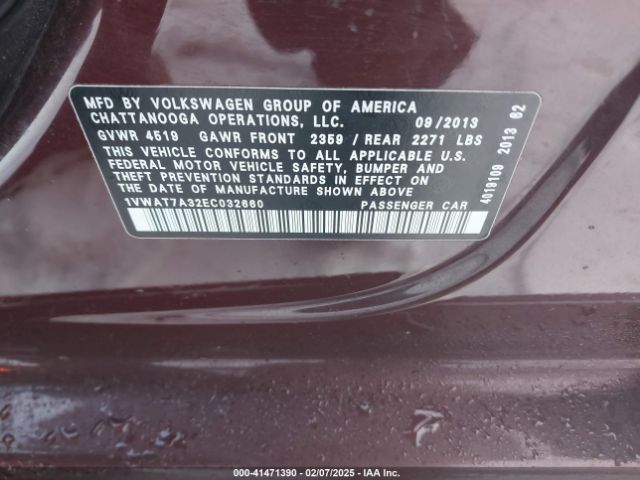 MFD BY VOLKSWAGEN GROUP OF AMERICA
CHATTANOOGA OPERATIONS, LLC. 09/2013
GVWR 4519 GAWR FRONT 2359 / REAR 2271 LBS
THIS VEHICLE CONFORMS TO ALL APPLICABLE U.S.
FEDERAL MOTOR VEHICLE SAFETY, BUMPER AND
THEFT PREVENTION STANDARDS IN EFFECT ON THE
DATE OF MANUFACTURE SHOWN ABOVE
1VWAT7A32EC032660 PASSENGER CAR
4019109 2013 62
000-41471390 - 02/07/2025 - IAA Inc.